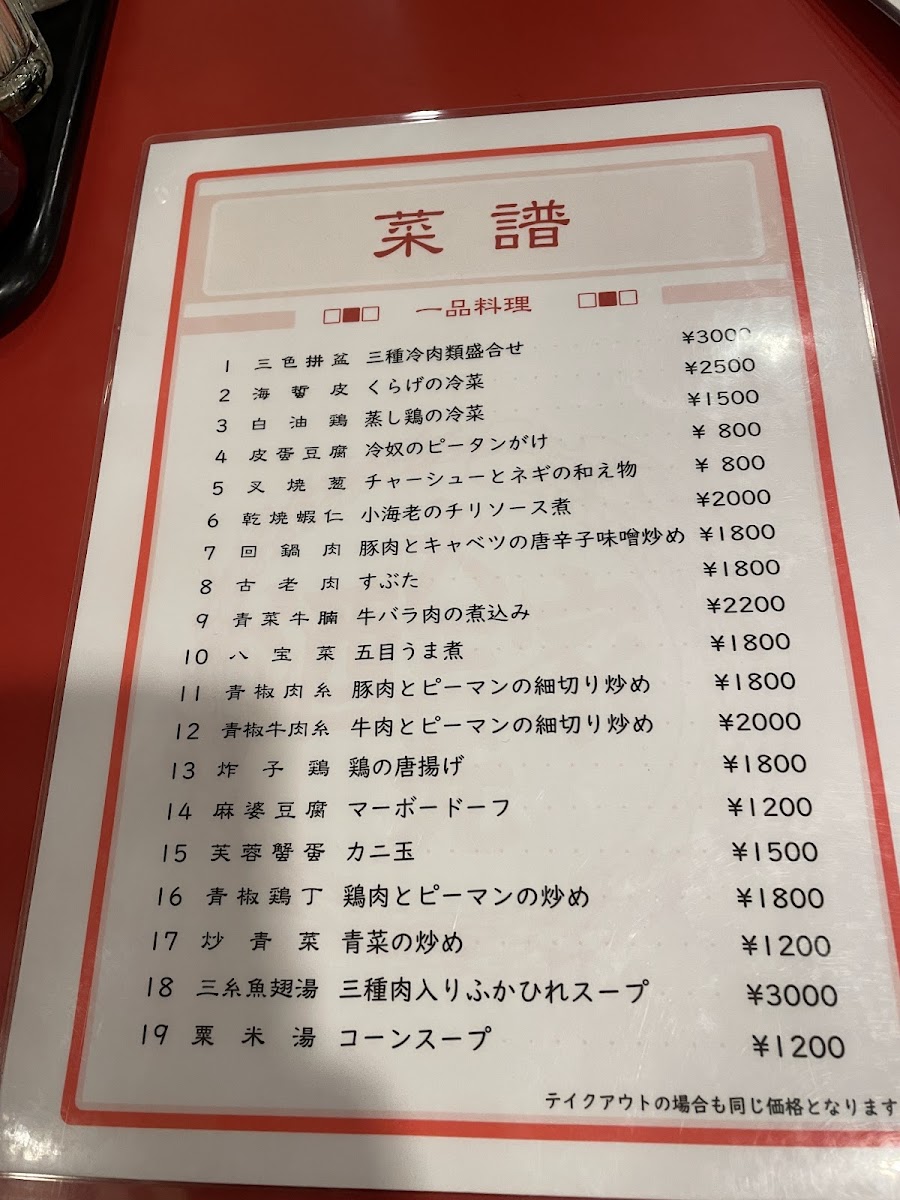 菜譜
□■□ 一品料理 □■□
1 三色拼盆 三種冷肉類盛合せ ¥3000
2 海蜇皮 くらげの冷菜 ¥2500
3 白油鶏 蒸し鶏の冷菜 ¥1500
4 皮蛋豆腐 冷奴のピータンがけ ¥ 800
5 叉焼葱 チャーシューとネギの和え物 ¥ 800
6 乾焼蝦仁 小海老のチリソース煮 ¥2000
7 回鍋肉 豚肉とキャベツの唐辛子味噌炒め ¥1800
8 古老肉 すぶた ¥1800
9 青菜牛腩 牛バラ肉の煮込み ¥2200
10 八宝菜 五目うま煮 ¥1800
11 青椒肉糸 豚肉とピーマンの細切り炒め ¥1800
12 青椒牛肉糸 牛肉とピーマンの細切り炒め ¥2000
13 炸子鶏 鶏の唐揚げ ¥1800
14 麻婆豆腐 マーボードーフ ¥1200
15 芙蓉蟹蛋 カニ玉 ¥1500
16 青椒鶏丁 鶏肉とピーマンの炒め ¥1800
17 炒青菜 青菜の炒め ¥1200
18 三糸魚翅湯 三種肉入りふかひれスープ ¥3000
19 粟米湯 コーンスープ ¥1200
テイクアウトの場合も同じ価格となります